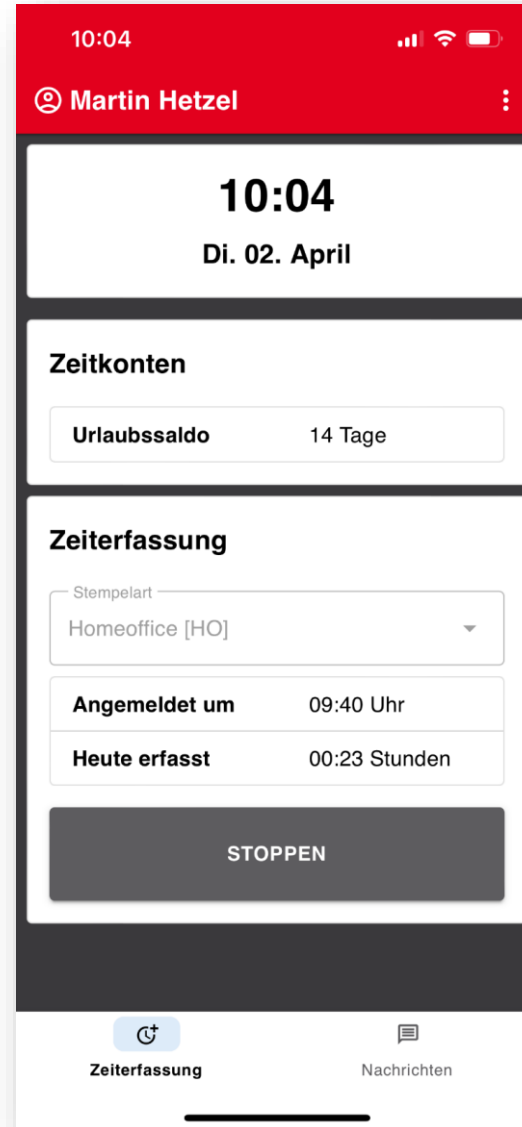 10:04
Martin Hetzel
10:04
Di. 02. April
Zeitkonten
Urlaubssaldo 14 Tage
Zeiterfassung
Stempelart
Homeoffice [HO]
Angemeldet um 09:40 Uhr
Heute erfasst 00:23 Stunden
STOPPEN
Zeiterfassung Nachrichten